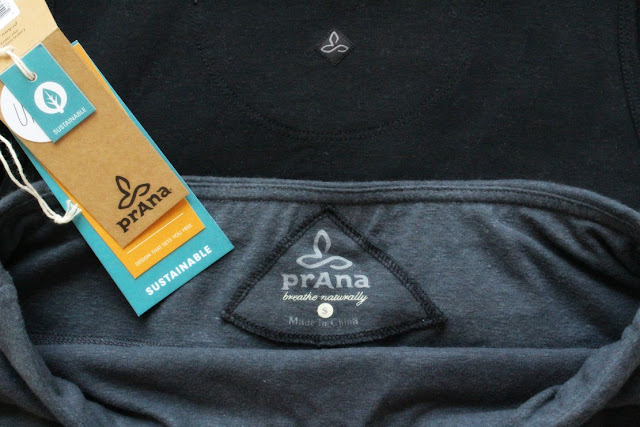 SUSTAINABLE
prAna
SUSTAINABLE
prAna
breathe naturally
S
Made in China